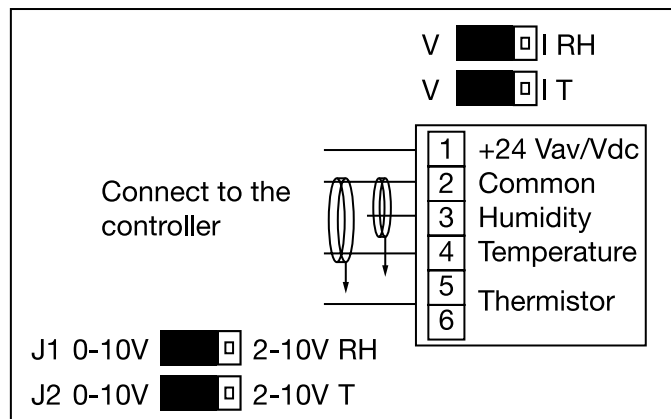 V I RH
V I T
1 +24 Vav/Vdc
2 Common
3 Humidity
4 Temperature
5 Thermistor
6
Connect to the
controller
J1 0-10V 2-10V RH
J2 0-10V 2-10V T